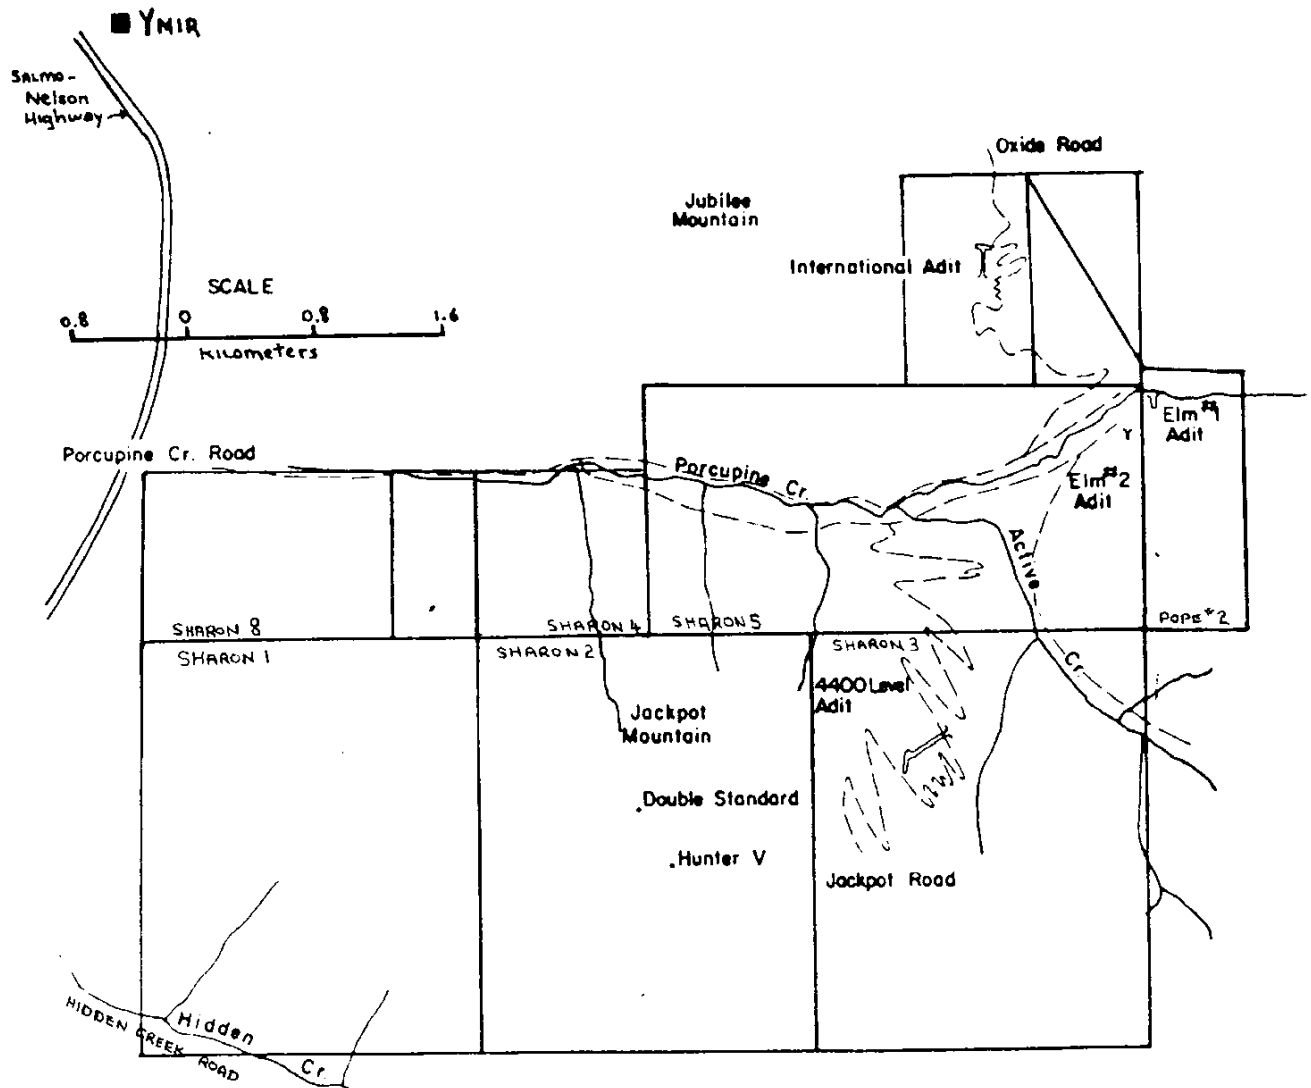 YMIR
SALMO-
Nelson
Highway
Oxide Road
Jubilee
Mountain
International Adit
SCALE
0.8 0 0.8 1.6
Kilometers
Elm #1
Adit
Porcupine Cr. Road
Porcupine Cr.
Elm #2
Adit
Active Cr.
SHARON 8
SHARON 4
SHARON 5
POPE #2
SHARON 1
SHARON 2
SHARON 3
4400 Level
Adit
Jackpot
Mountain
Double Standard
Hunter V
Jackpot Road
Hidden Cr.
HIDDEN CREEK ROAD